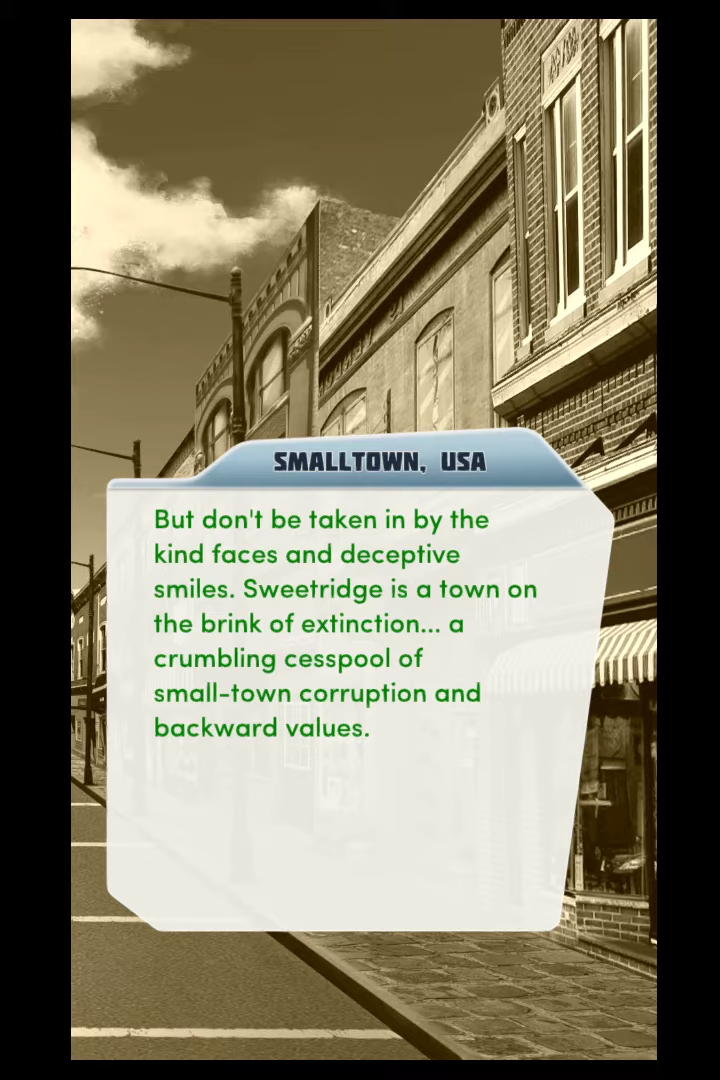 SMALLTOWN, USA
But don't be taken in by the
kind faces and deceptive
smiles. Sweetridge is a town on
the brink of extinction... a
crumbling cesspool of
small-town corruption and
backward values.